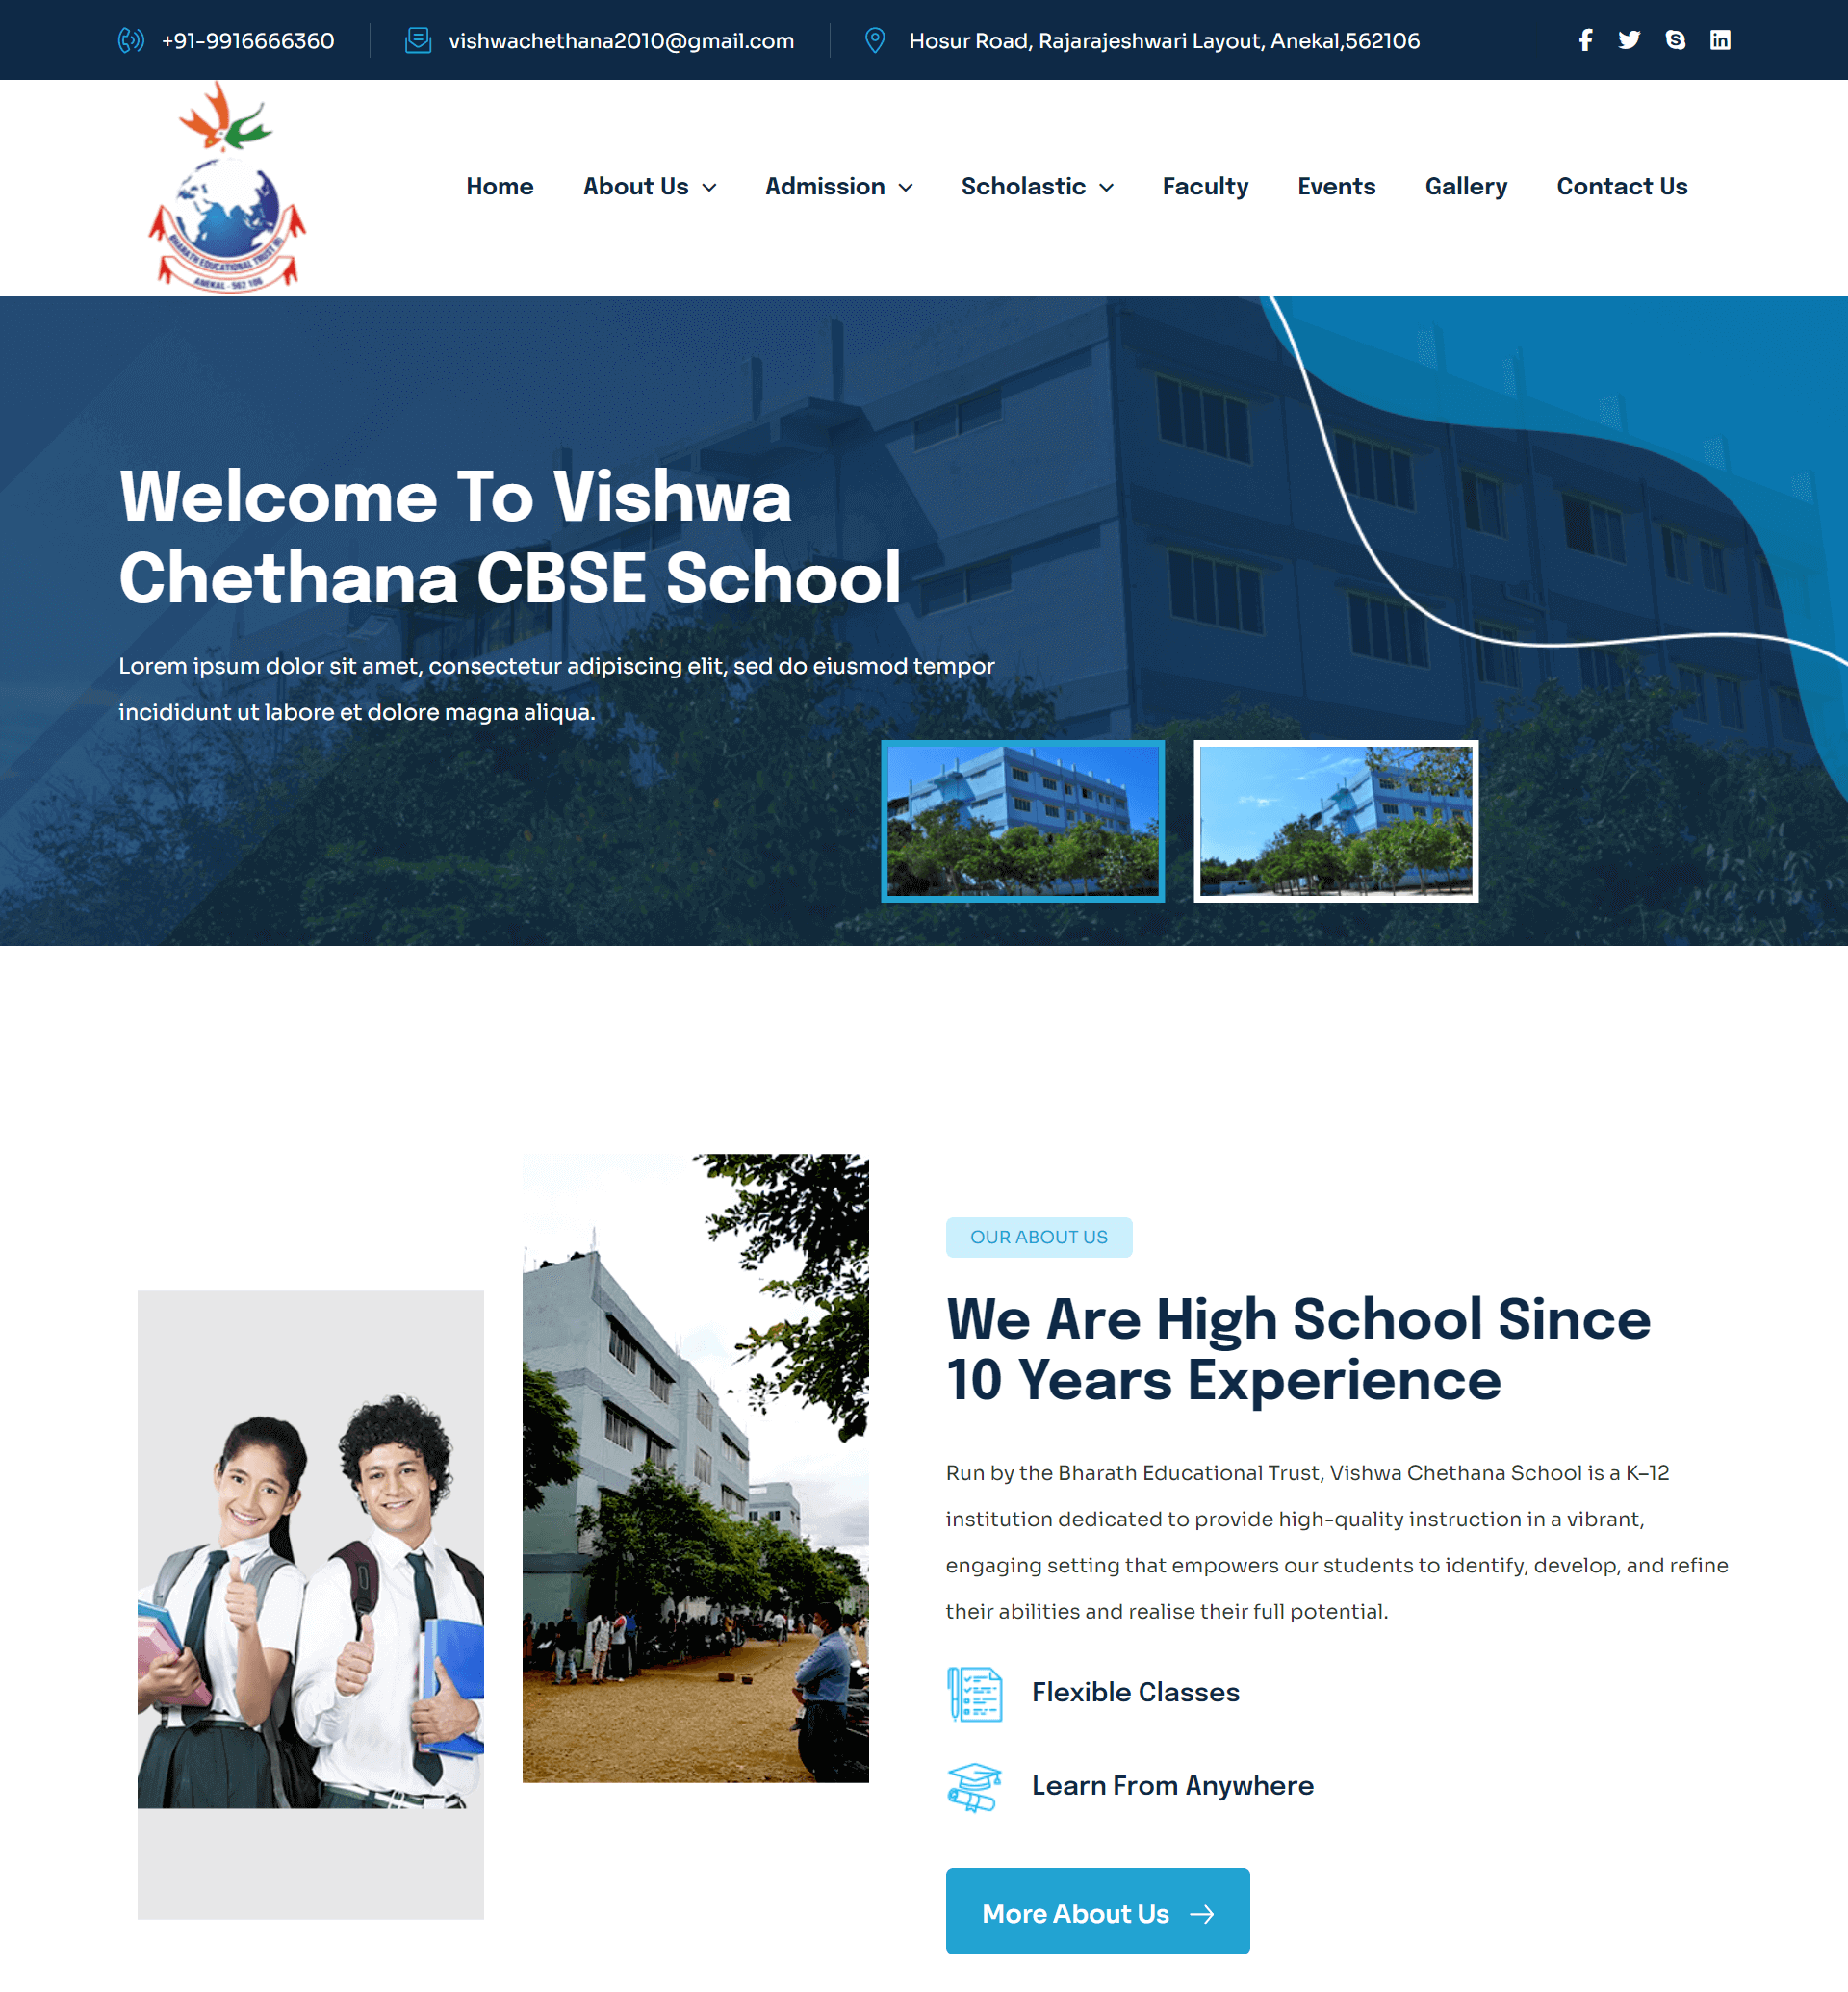 +91-9916666360
vishwachethana2010@gmail.com
Hosur Road, Rajarajeshwari Layout, Anekal,562106
BHARATH EDUCATIONAL TRUST (R)
ANEKAL - 562 106
Home
About Us
Admission
Scholastic
Faculty
Events
Gallery
Contact Us
Welcome To Vishwa
Chethana CBSE School
Lorem ipsum dolor sit amet, consectetur adipiscing elit, sed do eiusmod tempor
incididunt ut labore et dolore magna aliqua.
OUR ABOUT US
We Are High School Since
10 Years Experience
Run by the Bharath Educational Trust, Vishwa Chethana School is a K–12
institution dedicated to provide high-quality instruction in a vibrant,
engaging setting that empowers our students to identify, develop, and refine
their abilities and realise their full potential.
Flexible Classes
Learn From Anywhere
More About Us